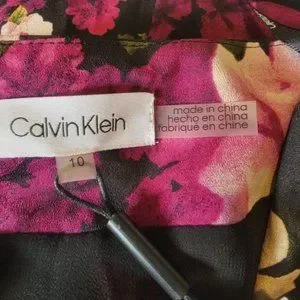 Calvin Klein
10
made in china
hecho en china
fabriqué en chine